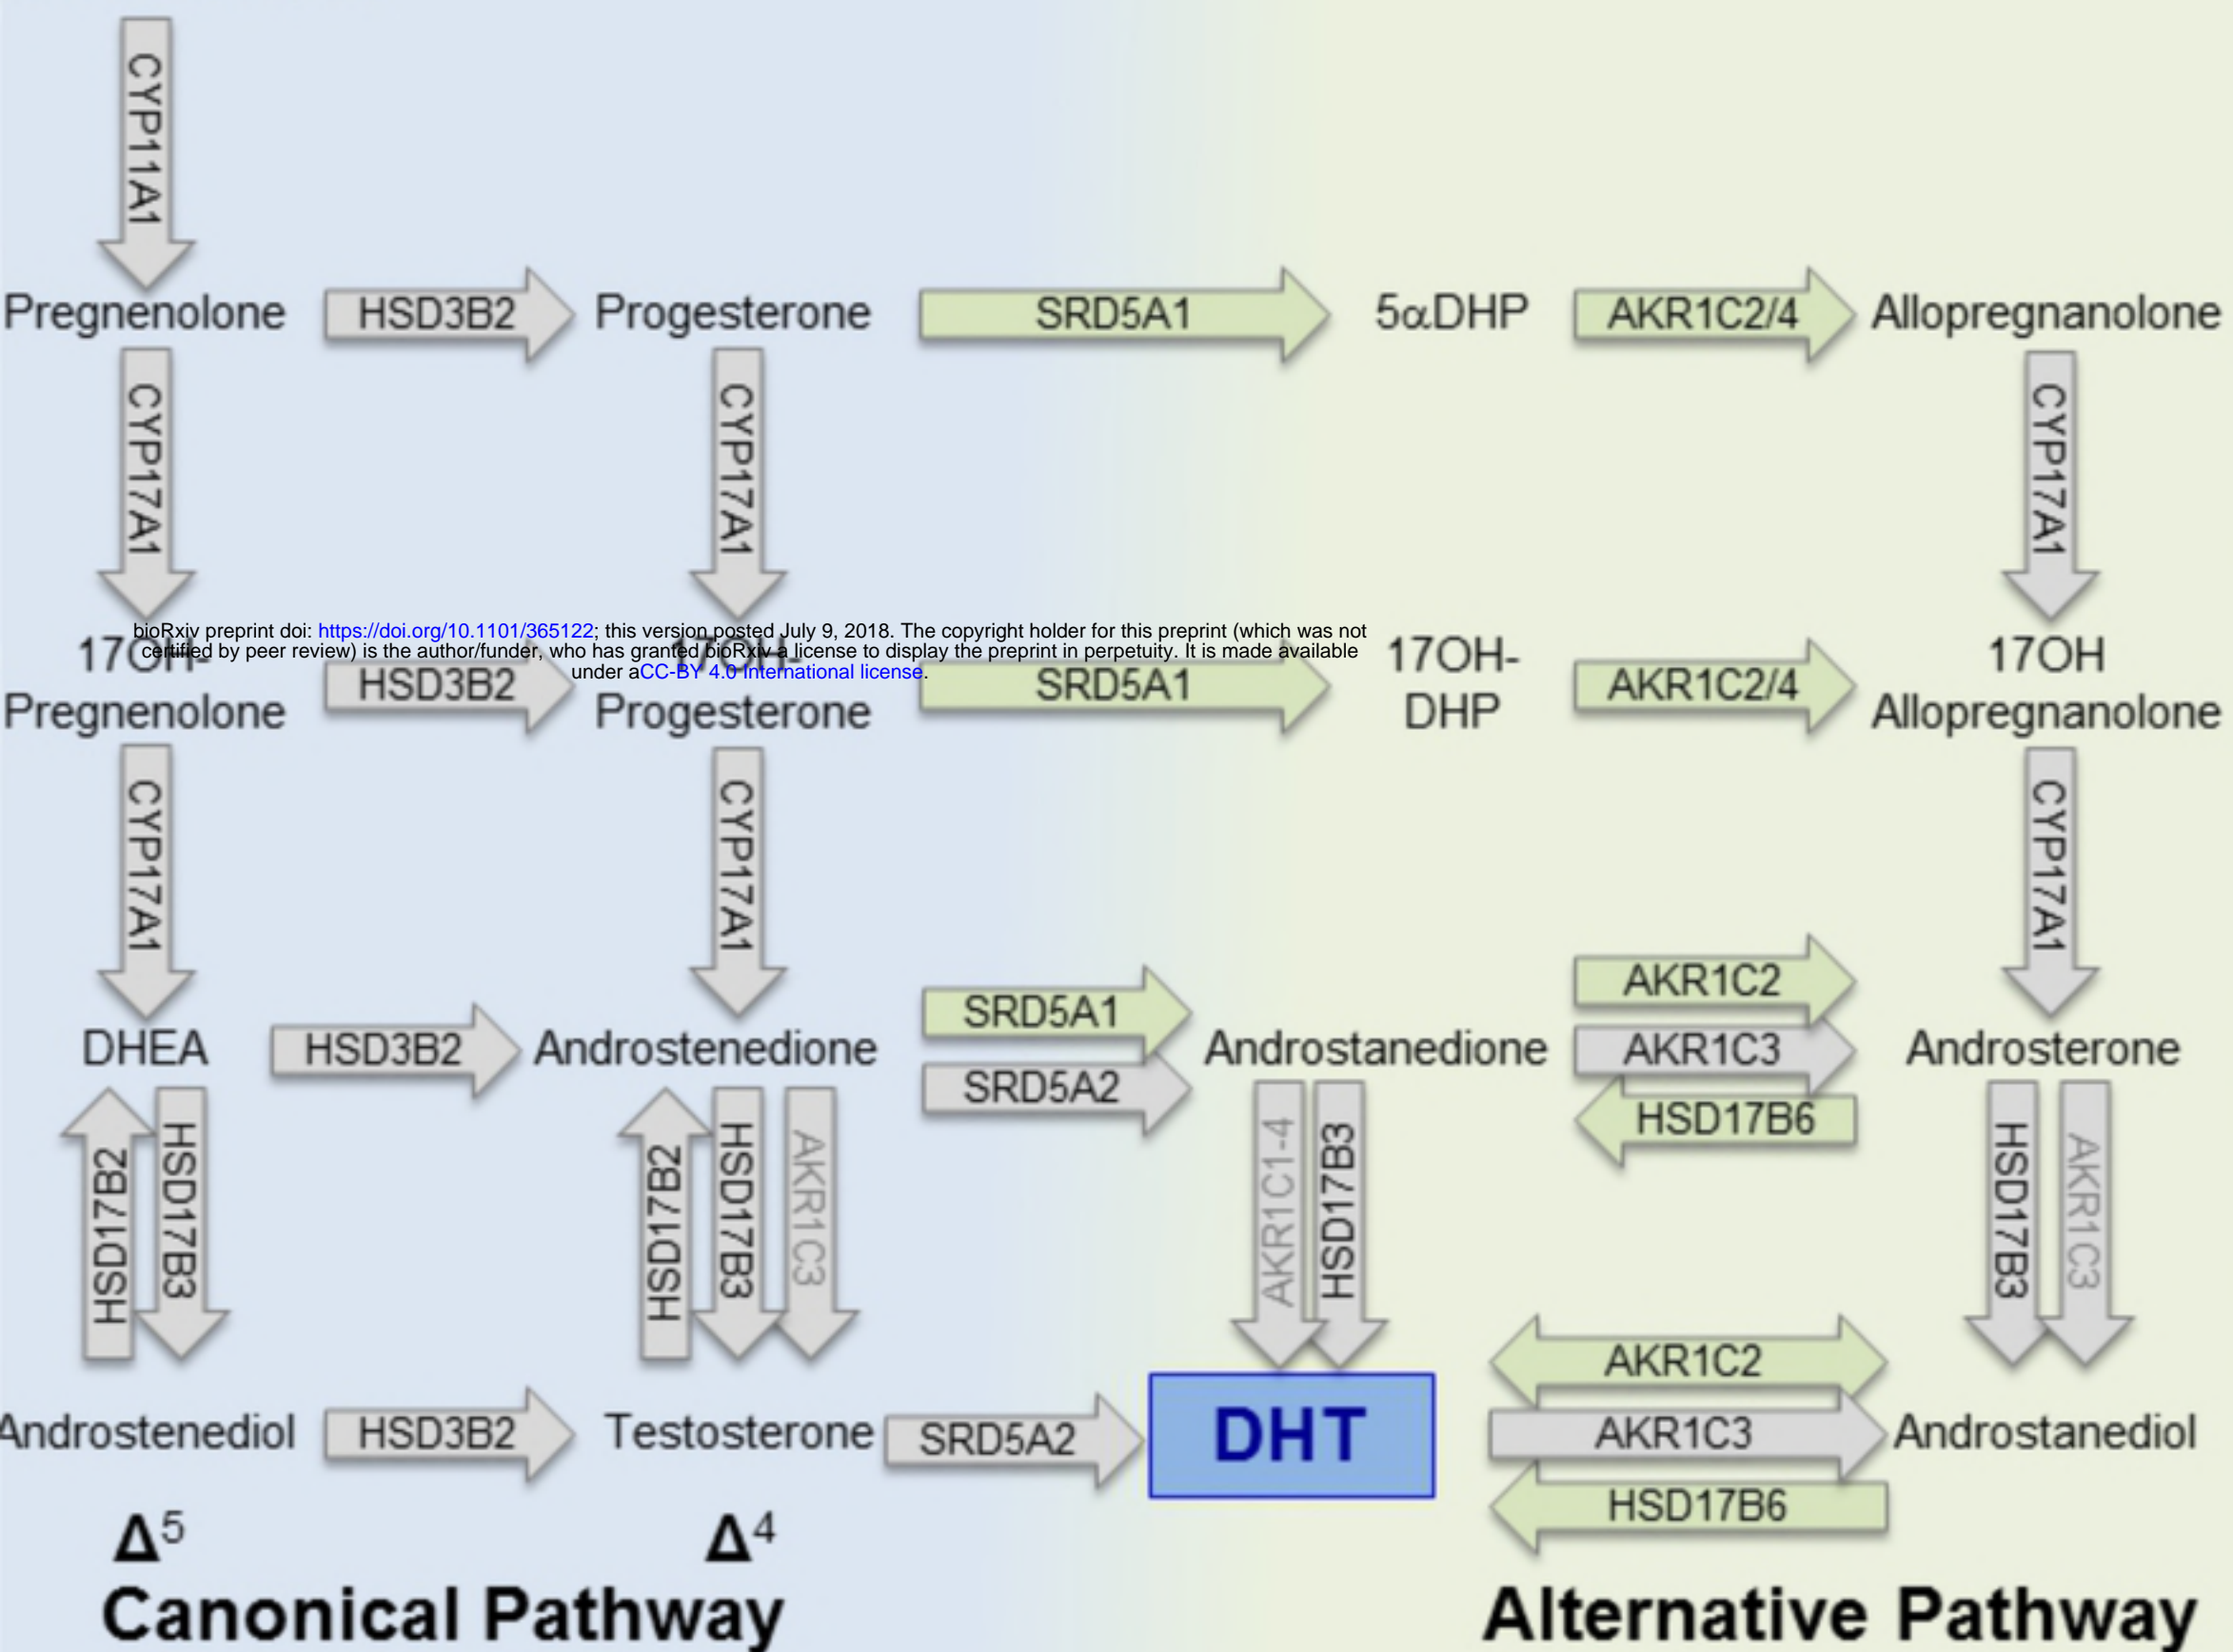 CYP11A1
Pregnenolone
HSD3B2
Progesterone
SRD5A1
5αDHP
AKR1C2/4
Allopregnanolone
CYP17A1
CYP17A1
CYP17A1
bioRxiv preprint doi: https://doi.org/10.1101/365122; this version posted July 9, 2018. The copyright holder for this preprint (which was not
certified by peer review) is the author/funder, who has granted bioRxiv a license to display the preprint in perpetuity. It is made available
under aCC-BY 4.0 International license.
17OH-
Pregnenolone
HSD3B2
17OH-
Progesterone
SRD5A1
17OH-
DHP
AKR1C2/4
17OH
Allopregnanolone
CYP17A1
CYP17A1
CYP17A1
DHEA
HSD3B2
Androstenedione
SRD5A1
SRD5A2
Androstanedione
AKR1C2
AKR1C3
HSD17B6
Androsterone
HSD17B2
HSD17B3
HSD17B2
HSD17B3
AKR1C3
AKR1C1-4
HSD17B3
HSD17B3
AKR1C3
Androstenediol
HSD3B2
Testosterone
SRD5A2
DHT
AKR1C2
AKR1C3
HSD17B6
Androstanediol
Δ5
Δ4
Canonical Pathway
Alternative Pathway